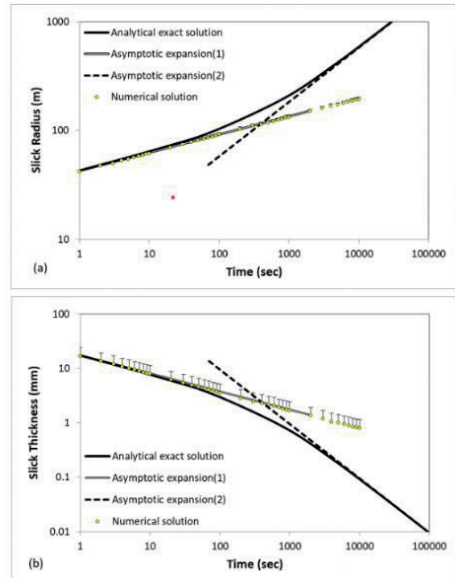 1000
Analytical exact solution
Asymptotic expansion(1)
Asymptotic expansion(2)
Numerical solution
Slick Radius (m)
100
10
1 10 100 1000 10000 100000
(a)
Time (sec)
100
10
1
0.1
0.01
Slick Thickness (mm)
Analytical exact solution
Asymptotic expansion(1)
Asymptotic expansion(2)
Numerical solution
1 10 100 1000 10000 100000
(b)
Time (sec)